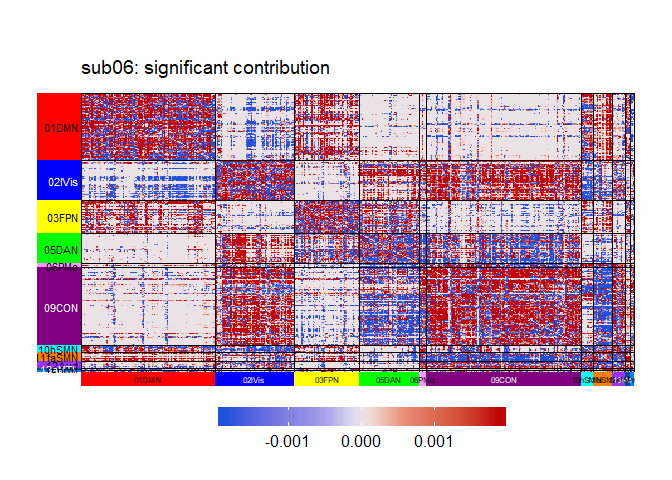 sub06: significant contribution
01DMN
02lVis
03FPN
05DAN
09CON
01DMN
02lVis
03FPN
05DAN
09CON
-0.001
0.000
0.001